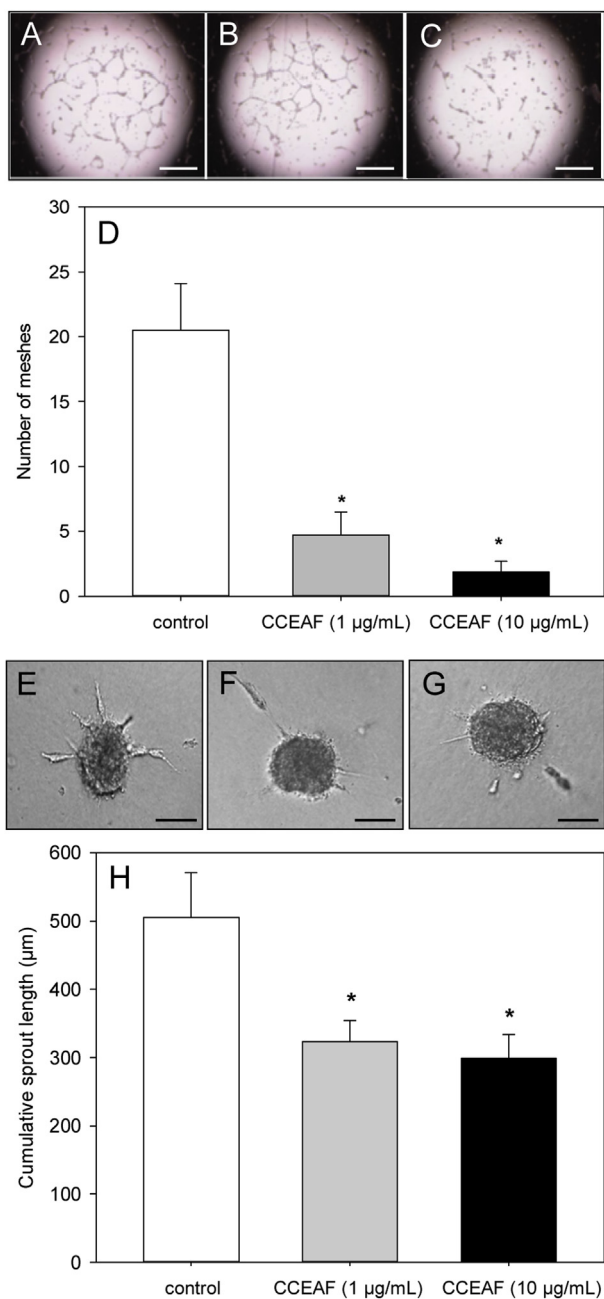 A B C
D
30
25
20
15
10
5
0
Number of meshes
* *
control CCEAF (1 µg/mL) CCEAF (10 µg/mL)
E F G
H
600
500
400
300
200
100
0
Cumulative sprout length (µm)
* *
control CCEAF (1 µg/mL) CCEAF (10 µg/mL)